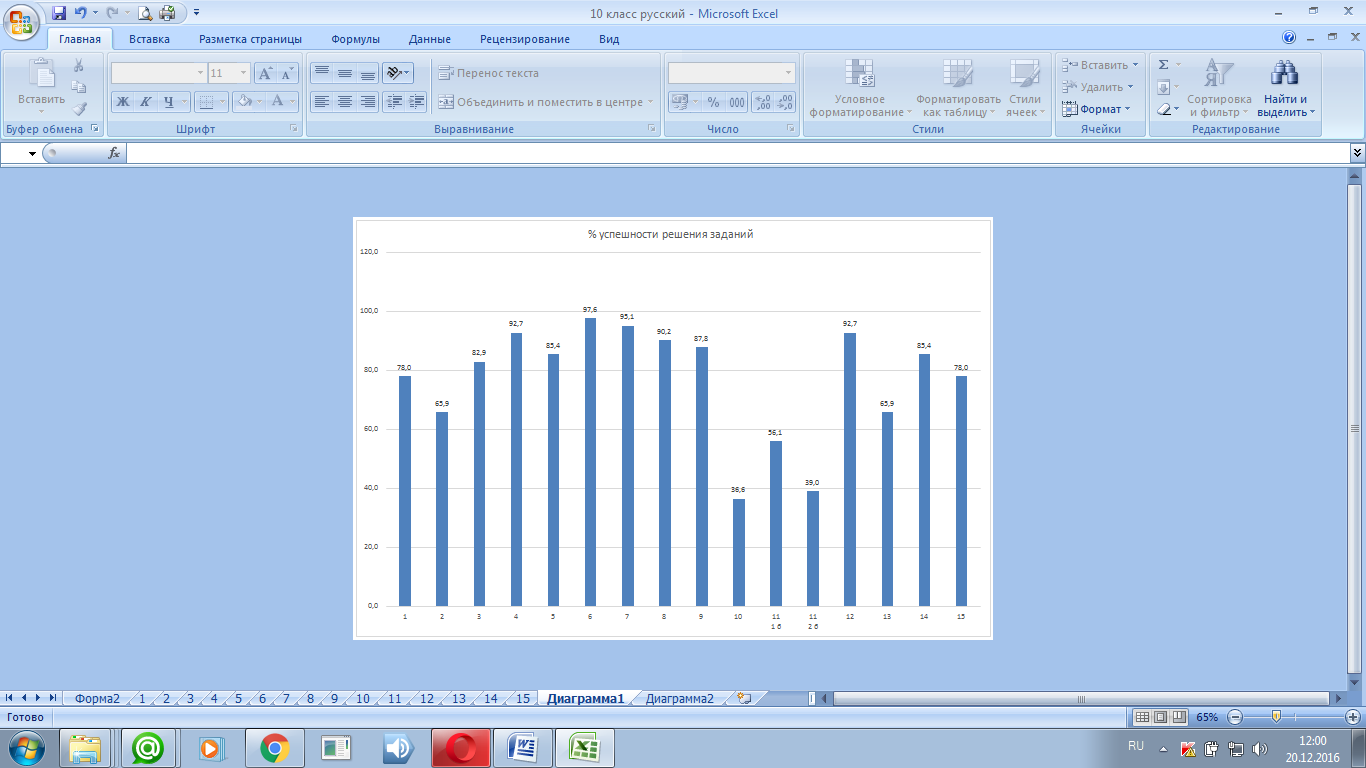 10 класс русский - Microsoft Excel
Главная Вставка Разметка страницы Формулы Данные Рецензирование Вид
Вставить
Буфер обмена
11
Ж К Ч
Шрифт
Перенос текста
Объединить и поместить в центре
Выравнивание
% 000
Число
Условное форматирование
Форматировать как таблицу
Стили ячеек
Стили
Вставить
Удалить
Формат
Ячейки
Сортировка и фильтр
Найти и выделить
Редактирование
fx
% успешности решения заданий
120,0
100,0
80,0
60,0
40,0
20,0
0,0
78,0 65,9 82,9 92,7 85,4 97,6 95,1 90,2 87,8 36,6 56,1 39,0 92,7 65,9 85,4 78,0
1 2 3 4 5 6 7 8 9 10 11 1 б 11 2 б 12 13 14 15
Форма2 1 2 3 4 5 6 7 8 9 10 11 12 13 14 15 Диаграмма1 Диаграмма2
Готово 65%
RU 12:00
20.12.2016